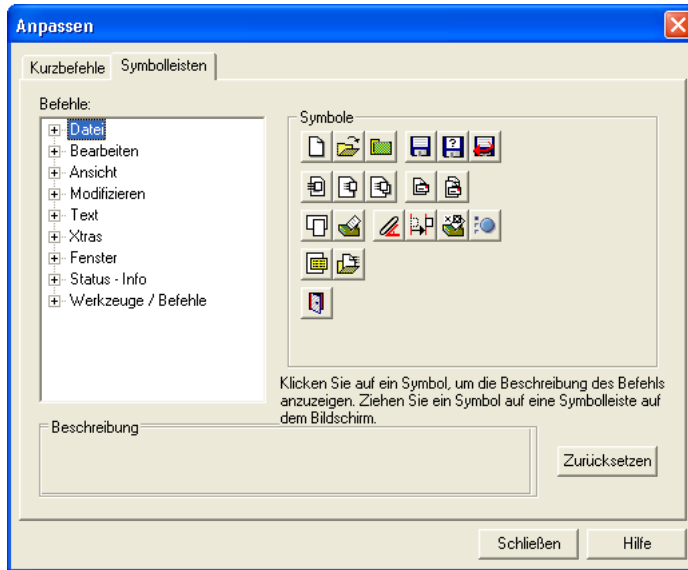 Anpassen
Kurzbefehle Symbolleisten
Befehle:
Datei
Bearbeiten
Ansicht
Modifizieren
Text
Xtras
Fenster
Status - Info
Werkzeuge / Befehle
Symbole
Klicken Sie auf ein Symbol, um die Beschreibung des Befehls
anzuzeigen. Ziehen Sie ein Symbol auf eine Symbolleiste auf
dem Bildschirm.
Beschreibung
Zurücksetzen
Schließen Hilfe